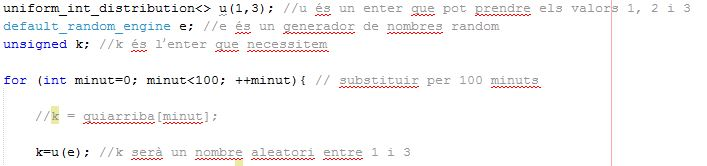 uniform_int_distribution<> u(1,3); //u és un enter que pot prendre els valors 1, 2 i 3
default_random_engine e; //e és un generador de nombres random
unsigned k; //k és l'enter que necessitem
for (int minut=0; minut<100; ++minut){ // substituir per 100 minuts
//k = quiarriba[minut];
k=u(e); //k serà un nombre aleatori entre 1 i 3